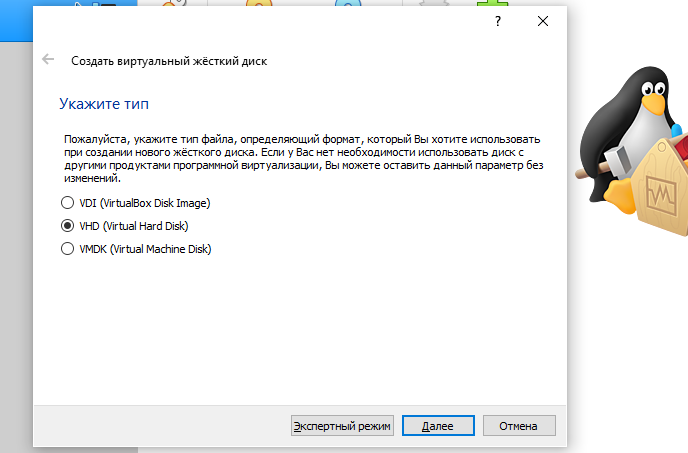 ?
Создать виртуальный жёсткий диск
Укажите тип
Пожалуйста, укажите тип файла, определяющий формат, который Вы хотите использовать
при создании нового жёсткого диска. Если у Вас нет необходимости использовать диск с
другими продуктами программной виртуализации, Вы можете оставить данный параметр без
изменений.
VDI (VirtualBox Disk Image)
VHD (Virtual Hard Disk)
VMDK (Virtual Machine Disk)
Экспертный режим Далее Отмена